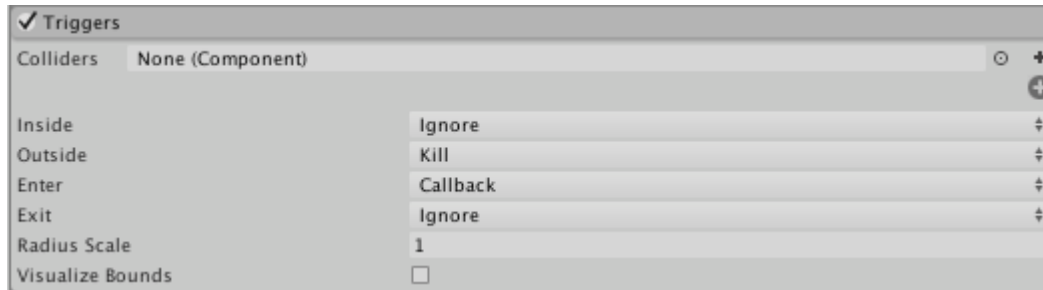 Triggers
Colliders None (Component)
Inside Ignore
Outside Kill
Enter Callback
Exit Ignore
Radius Scale 1
Visualize Bounds